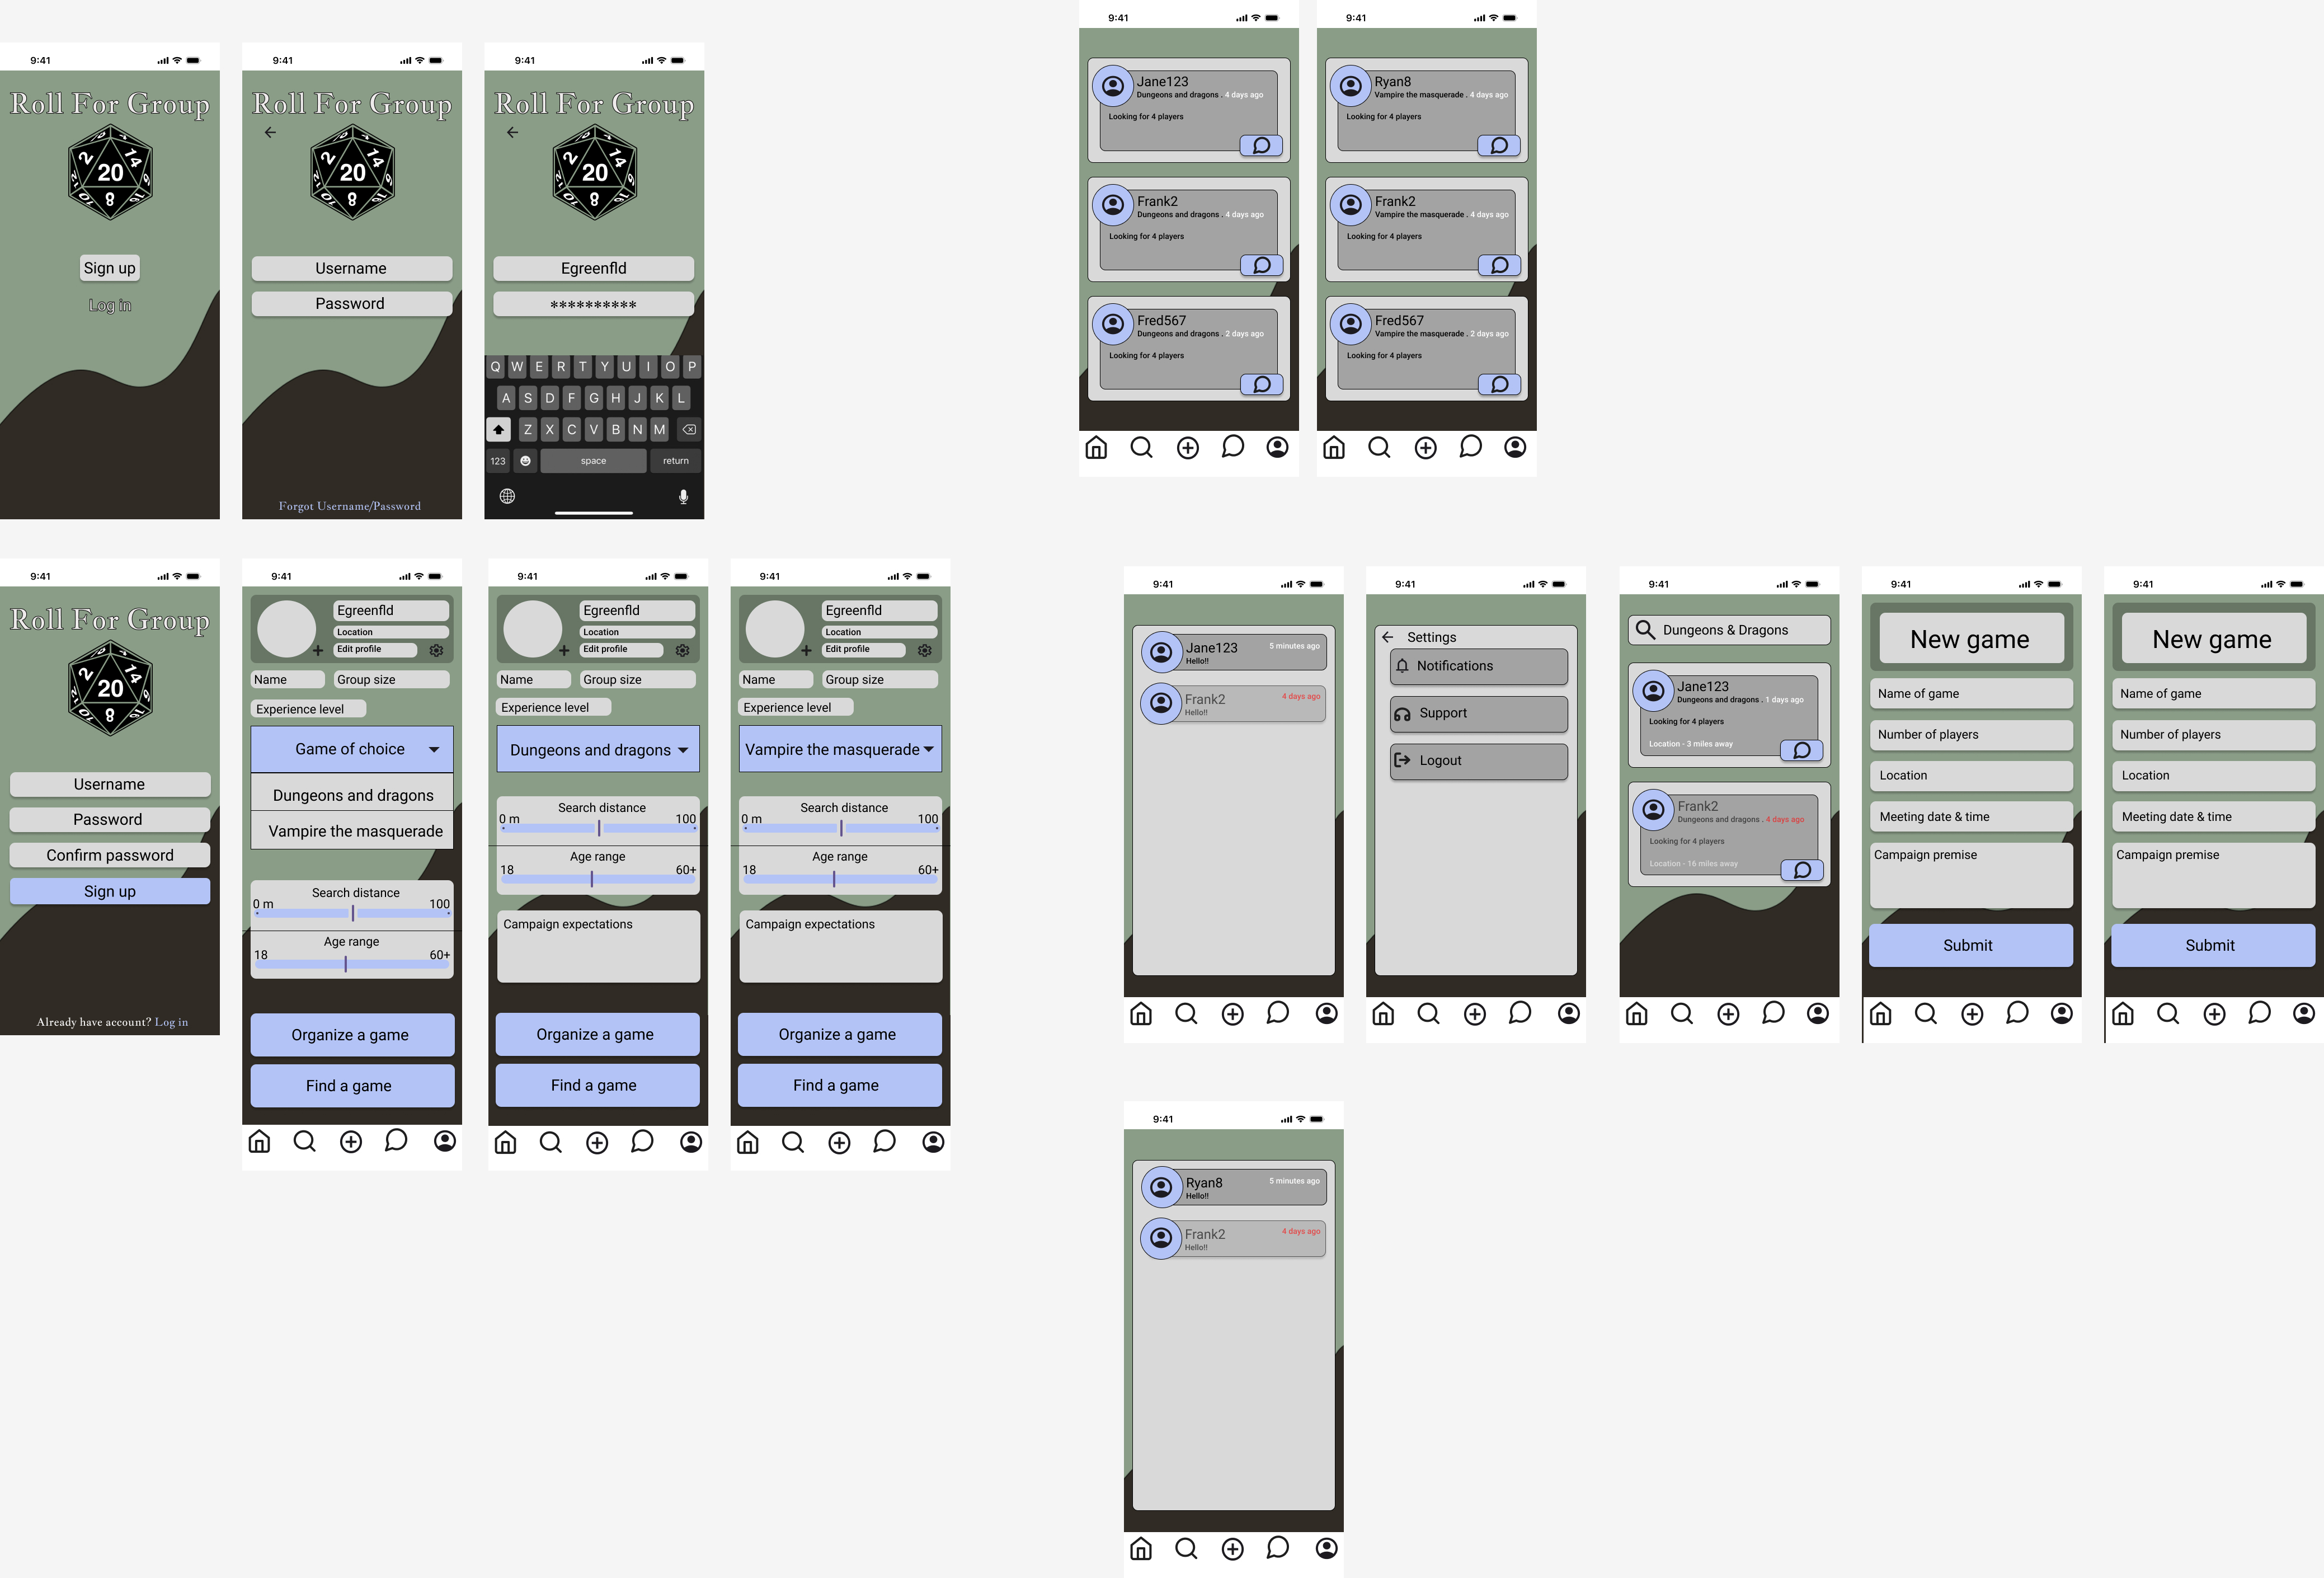 9:41
Roll For Group
2
14
20
8
10
16
Sign up
Log in
9:41
Roll For Group
2
14
20
8
10
16
Username
Password
Forgot Username/Password
9:41
Roll For Group
2
14
20
8
10
16
Egreenfld
**********
Q W E R T Y U I O P
A S D F G H J K L
Z X C V B N M
123 space return
9:41
Jane123
Dungeons and dragons . 4 days ago
Looking for 4 players
Frank2
Dungeons and dragons . 4 days ago
Looking for 4 players
Fred567
Dungeons and dragons . 2 days ago
Looking for 4 players
9:41
Ryan8
Vampire the masquerade . 4 days ago
Looking for 4 players
Frank2
Vampire the masquerade . 4 days ago
Looking for 4 players
Fred567
Vampire the masquerade . 2 days ago
Looking for 4 players
9:41
Roll For Group
2
14
20
8
10
16
Username
Password
Confirm password
Sign up
Already have account? Log in
9:41
Egreenfld
Location
Edit profile
Name Group size
Experience level
Game of choice
Dungeons and dragons
Vampire the masquerade
Search distance
0 m 100
Age range
18 60+
Organize a game
Find a game
9:41
Egreenfld
Location
Edit profile
Name Group size
Experience level
Dungeons and dragons
Search distance
0 m 100
Age range
18 60+
Campaign expectations
Organize a game
Find a game
9:41
Egreenfld
Location
Edit profile
Name Group size
Experience level
Vampire the masquerade
Search distance
0 m 100
Age range
18 60+
Campaign expectations
Organize a game
Find a game
9:41
Jane123 5 minutes ago
Hello!!
Frank2 4 days ago
Hello!!
9:41
Settings
Notifications
Support
Logout
9:41
Dungeons & Dragons
Jane123
Dungeons and dragons . 1 days ago
Looking for 4 players
Location - 3 miles away
Frank2
Dungeons and dragons . 4 days ago
Looking for 4 players
Location - 16 miles away
9:41
New game
Name of game
Number of players
Location
Meeting date & time
Campaign premise
Submit
9:41
New game
Name of game
Number of players
Location
Meeting date & time
Campaign premise
Submit
9:41
Ryan8 5 minutes ago
Hello!!
Frank2 4 days ago
Hello!!